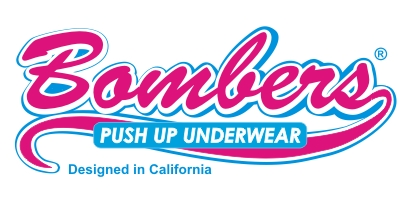 Bombers®
PUSH UP UNDERWEAR
Designed in California